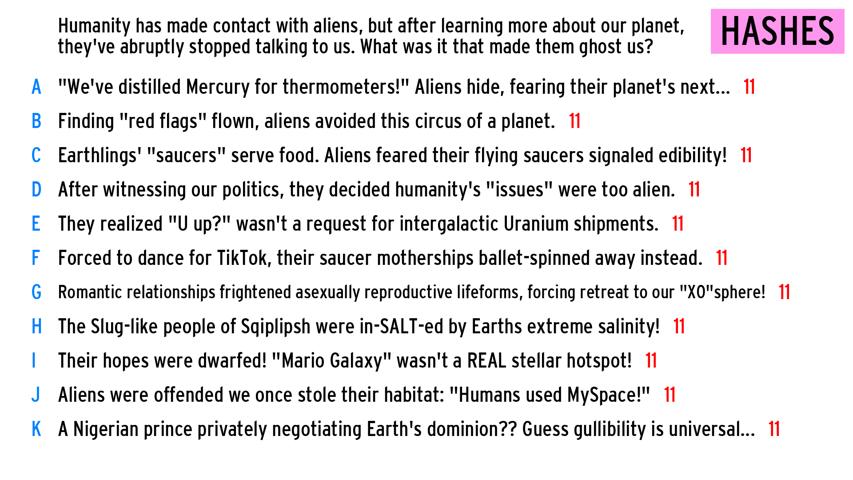 Humanity has made contact with aliens, but after learning more about our planet,
they've abruptly stopped talking to us. What was it that made them ghost us?
HASHES
A "We've distilled Mercury for thermometers!" Aliens hide, fearing their planet's next... 11
B Finding "red flags" flown, aliens avoided this circus of a planet. 11
C Earthlings' "saucers" serve food. Aliens feared their flying saucers signaled edibility! 11
D After witnessing our politics, they decided humanity's "issues" were too alien. 11
E They realized "U up?" wasn't a request for intergalactic Uranium shipments. 11
F Forced to dance for TikTok, their saucer motherships ballet-spinned away instead. 11
G Romantic relationships frightened asexually reproductive lifeforms, forcing retreat to our "XO"sphere! 11
H The Slug-like people of Sqiplipsh were in-SALT-ed by Earths extreme salinity! 11
I Their hopes were dwarfed! "Mario Galaxy" wasn't a REAL stellar hotspot! 11
J Aliens were offended we once stole their habitat: "Humans used MySpace!" 11
K A Nigerian prince privately negotiating Earth's dominion?? Guess gullibility is universal... 11